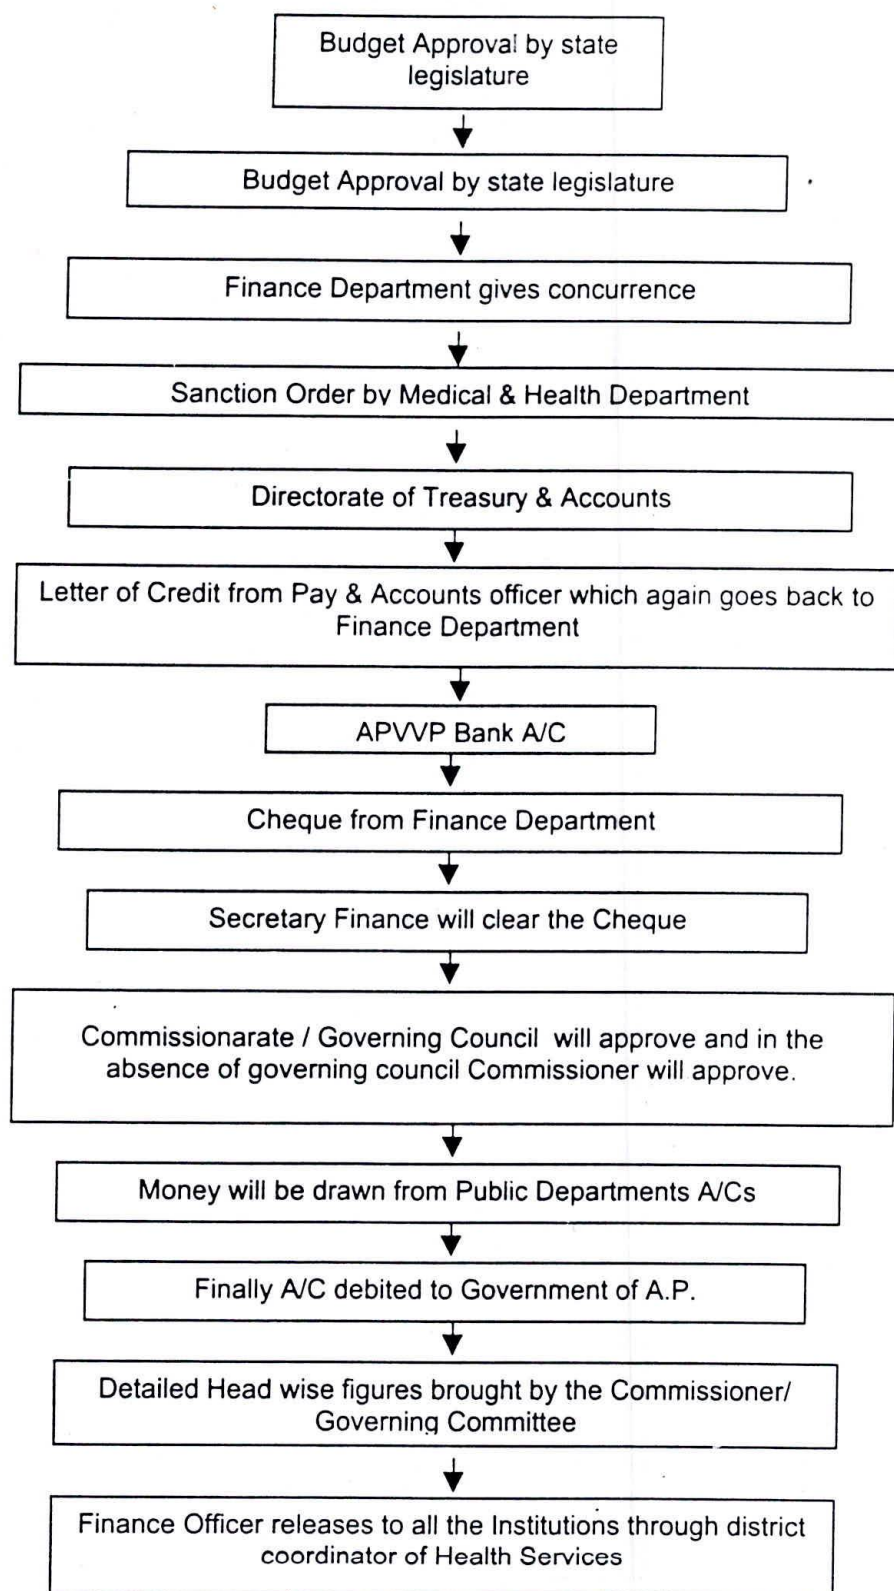 Budget Approval by state
legislature
Budget Approval by state legislature
Finance Department gives concurrence
Sanction Order by Medical & Health Department
Directorate of Treasury & Accounts
Letter of Credit from Pay & Accounts officer which again goes back to
Finance Department
APVVP Bank A/C
Cheque from Finance Department
Secretary Finance will clear the Cheque
Commissionarate / Governing Council will approve and in the
absence of governing council Commissioner will approve.
Money will be drawn from Public Departments A/Cs
Finally A/C debited to Government of A.P.
Detailed Head wise figures brought by the Commissioner/
Governing Committee
Finance Officer releases to all the Institutions through district
coordinator of Health Services